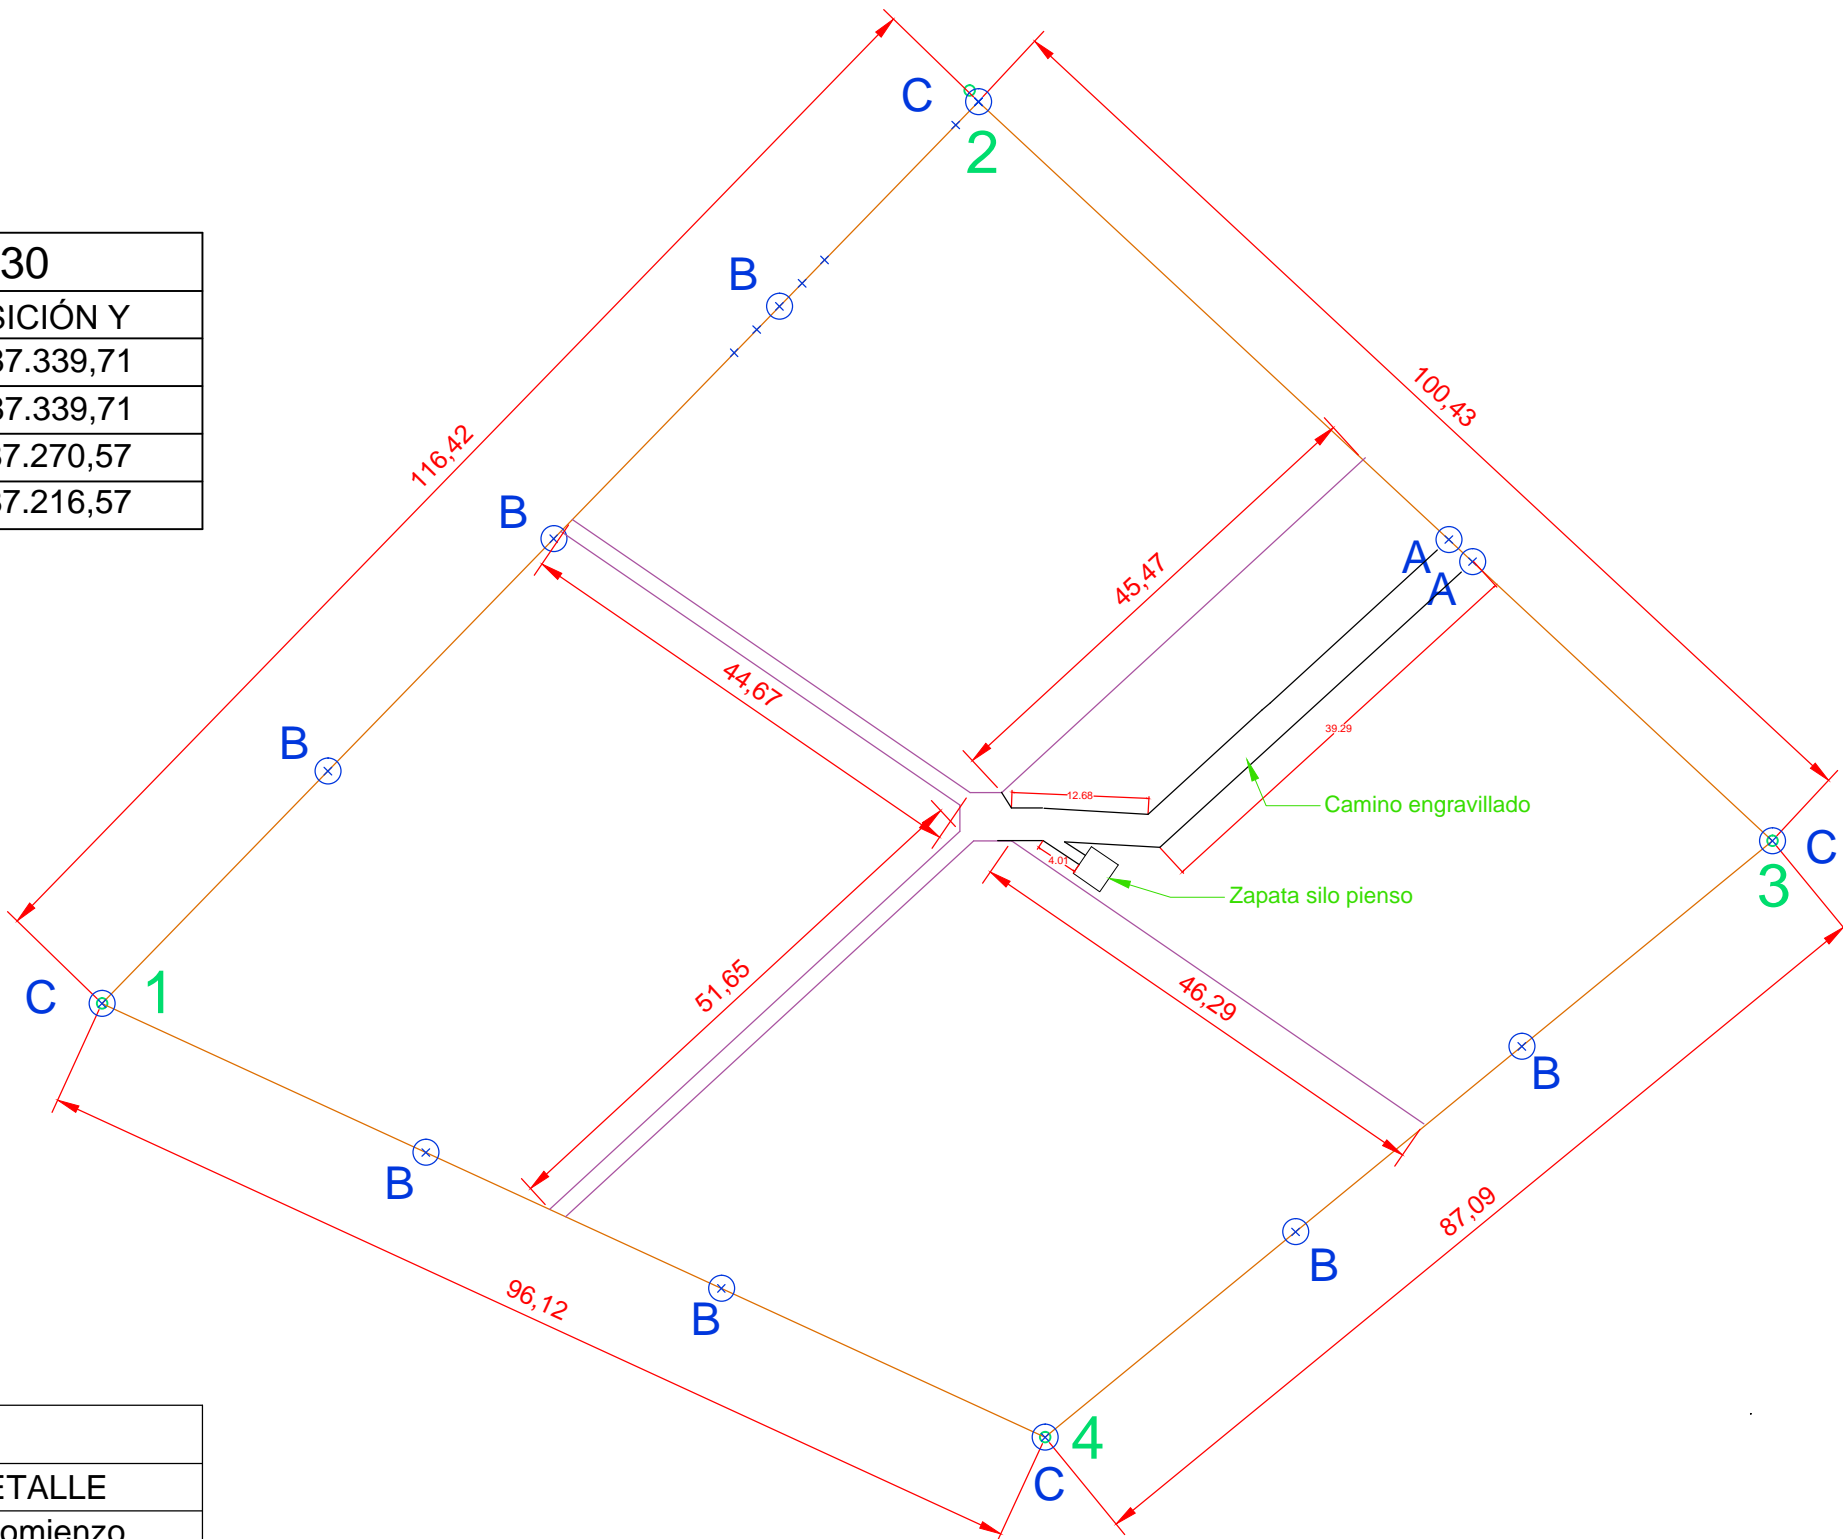 C
2
30
SICIÓN Y
37.339,71
37.339,71
37.270,57
37.216,57
B
100,43
116,42
B
A
A
45,47
44,67
B
39.29
12.68
Camino engravillado
C
3
4.01
Zapata silo pienso
C
1
51,65
46,29
B
B
87,09
B
96,12
B
4
C
ETALLE
omienzo